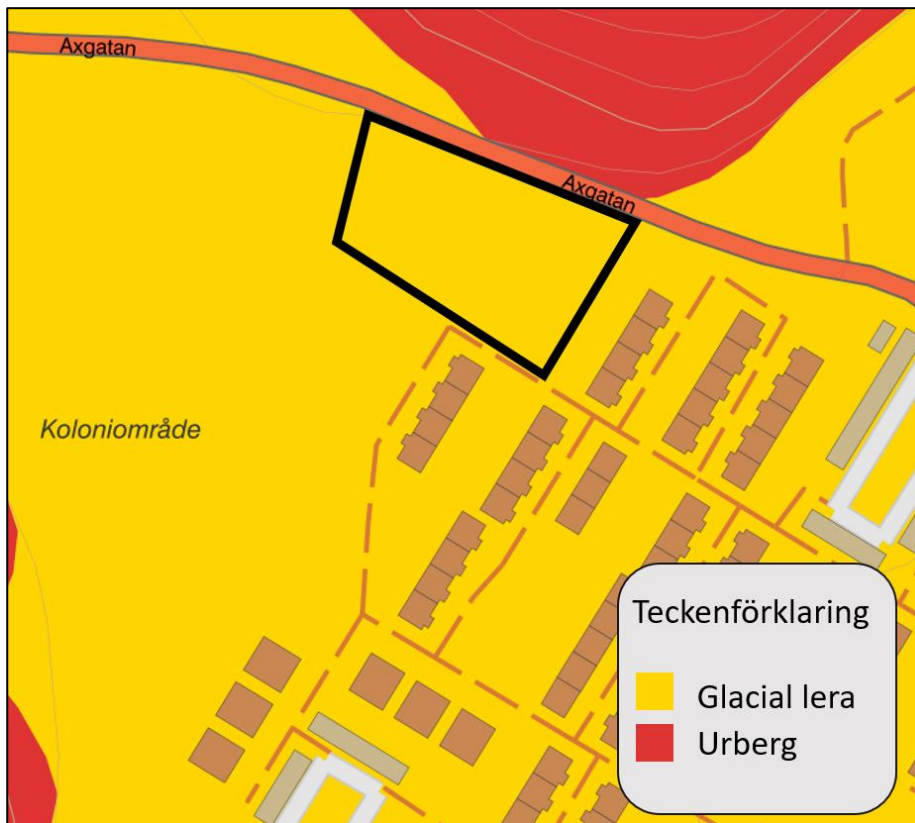 Axgatan
Axgatan
Koloniområde
Teckenförklaring
Glacial lera
Urberg